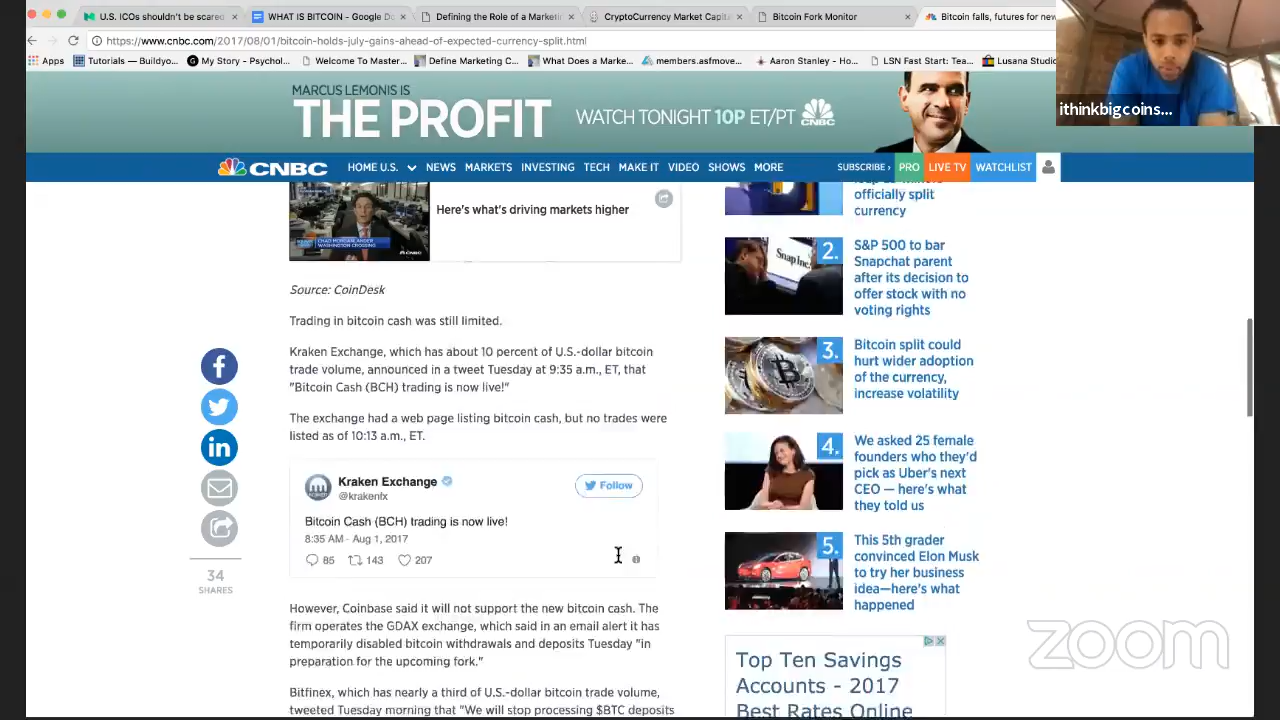 U.S. ICOs shouldn't be scared
WHAT IS BITCOIN - Google Do
Defining the Role of a Marketin
CryptoCurrency Market Capita
Bitcoin Fork Monitor
Bitcoin falls, futures for new
https://www.cnbc.com/2017/08/01/bitcoin-holds-july-gains-ahead-of-expected-currency-split.html
Apps
Tutorials — Buildyo...
My Story - Psychol...
Welcome To Master...
Define Marketing C...
What Does a Marke...
members.asfmove...
Aaron Stanley - Ho...
LSN Fast Start: Tea...
Lusana Studio
ithinkbigcoins...
MARCUS LEMONIS IS
THE PROFIT
WATCH TONIGHT 10P ET/PT
CNBC
CNBC
HOME U.S.
NEWS
MARKETS
INVESTING
TECH
MAKE IT
VIDEO
SHOWS
MORE
SUBSCRIBE ›
PRO
LIVE TV
WATCHLIST
CHAD MORGANLANDER
WASHINGTON CROSSING
CNBC
Here's what's driving markets higher
Source: CoinDesk
Trading in bitcoin cash was still limited.
Kraken Exchange, which has about 10 percent of U.S.-dollar bitcoin
trade volume, announced in a tweet Tuesday at 9:35 a.m., ET, that
"Bitcoin Cash (BCH) trading is now live!"
The exchange had a web page listing bitcoin cash, but no trades were
listed as of 10:13 a.m., ET.
Kraken Exchange
@krakenfx
Follow
Bitcoin Cash (BCH) trading is now live!
8:35 AM - Aug 1, 2017
85
143
207
34
SHARES
However, Coinbase said it will not support the new bitcoin cash. The
firm operates the GDAX exchange, which said in an email alert it has
temporarily disabled bitcoin withdrawals and deposits Tuesday "in
preparation for the upcoming fork."
Bitfinex, which has nearly a third of U.S.-dollar bitcoin trade volume,
tweeted Tuesday morning that "We will stop processing $BTC deposits
officially split
currency
2.
Snap Inc.
S&P 500 to bar
Snapchat parent
after its decision to
offer stock with no
voting rights
3.
Bitcoin split could
hurt wider adoption
of the currency,
increase volatility
4.
We asked 25 female
founders who they'd
pick as Uber's next
CEO — here's what
they told us
5.
This 5th grader
convinced Elon Musk
to try her business
idea—here's what
happened
Top Ten Savings
Accounts - 2017
Best Rates Online
zoom